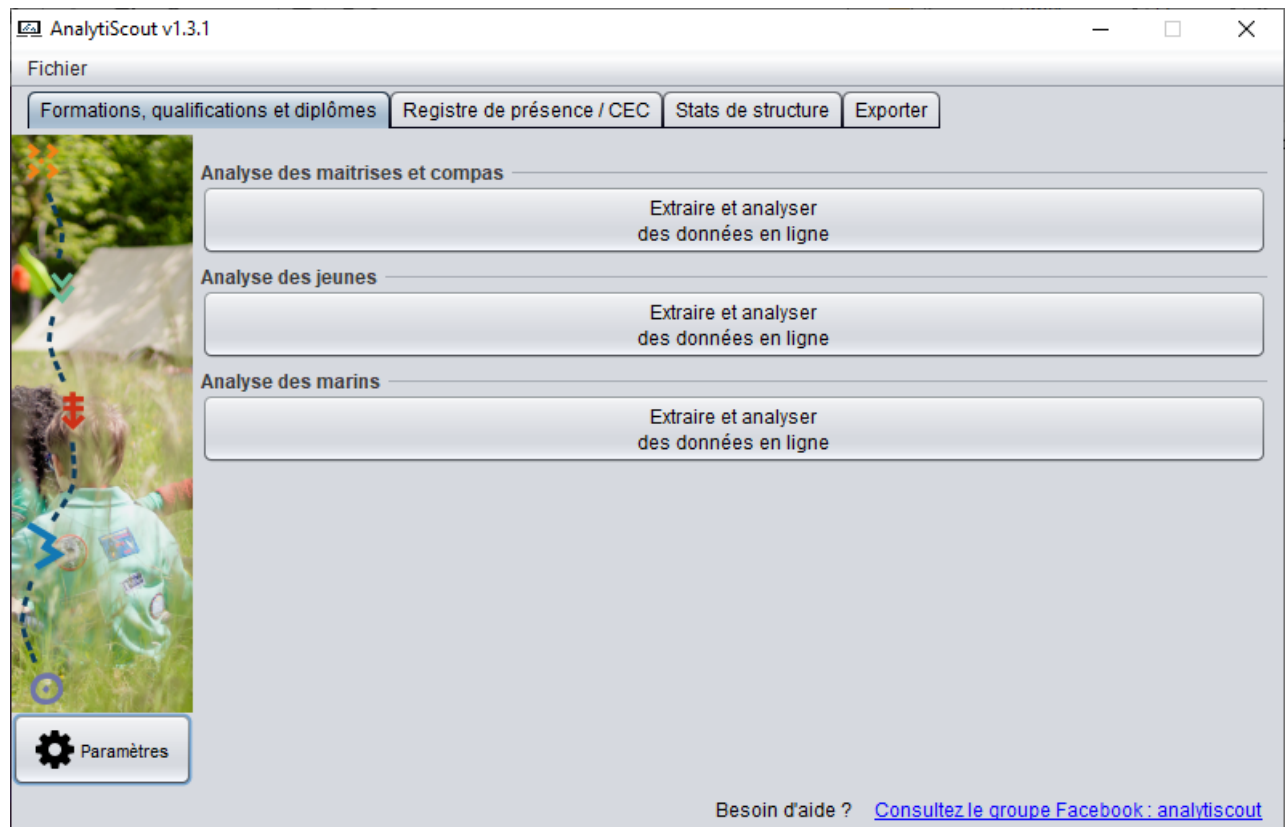 AnalytiScout v1.3.1
Fichier
Formations, qualifications et diplômes
Registre de présence / CEC
Stats de structure
Exporter
Analyse des maitrises et compas
Extraire et analyser
des données en ligne
Analyse des jeunes
Extraire et analyser
des données en ligne
Analyse des marins
Extraire et analyser
des données en ligne
Paramètres
Besoin d'aide ? Consultez le groupe Facebook : analytiscout